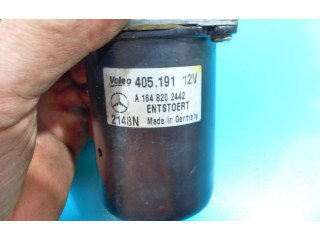 Valeo 405.191 12V
A 164 820 2442
ENTSTOERT
2148N Made in Germany